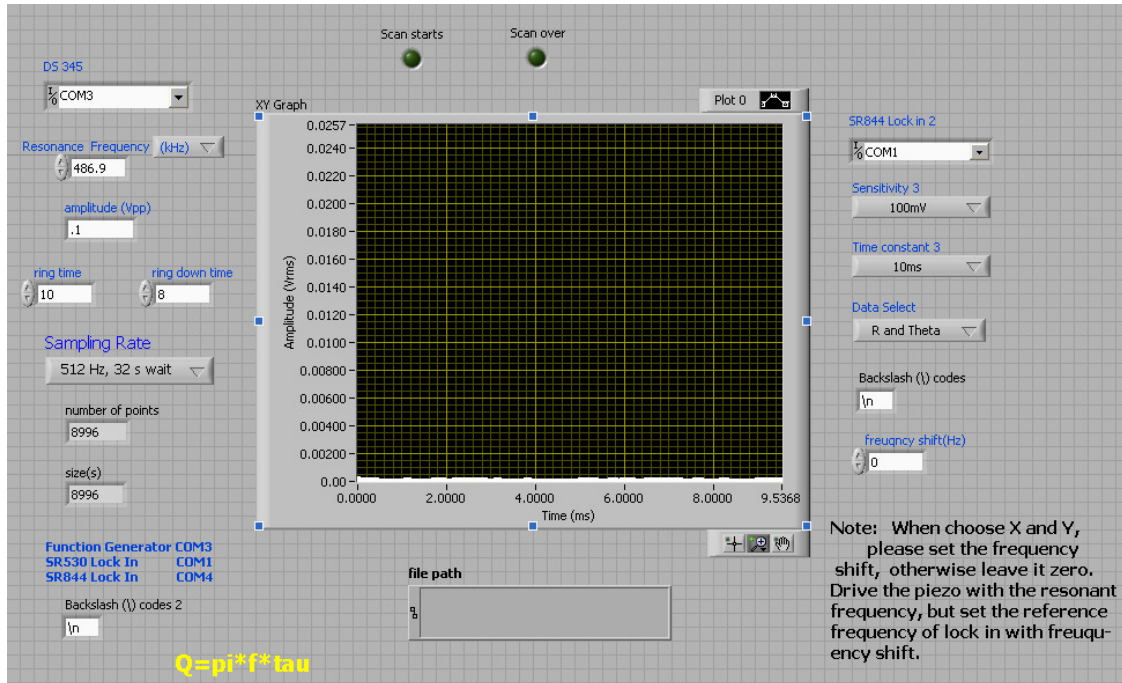 Scan starts
Scan over
DS 345
COM3
Resonance Frequency (kHz)
486.9
amplitude (Vpp)
.1
ring time
ring down time
10
8
Sampling Rate
512 Hz, 32 s wait
number of points
8996
size(s)
8996
Function Generator COM3
SR530 Lock In COM1
SR844 Lock In COM4
Backslash (\) codes 2
\n
Q=pi*f*tau
XY Graph
Plot 0
Amplitude (Vrms)
0.0257
0.0240
0.0220
0.0200
0.0180
0.0160
0.0140
0.0120
0.0100
0.00800
0.00600
0.00400
0.00200
0.00
0.0000 2.0000 4.0000 6.0000 8.0000 9.5368
Time (ms)
file path
SR844 Lock in 2
COM1
Sensitivity 3
100mV
Time constant 3
10ms
Data Select
R and Theta
Backslash (\) codes
\n
freuqncy shift(Hz)
0
Note: When choose X and Y,
please set the frequency
shift, otherwise leave it zero.
Drive the piezo with the resonant
frequency, but set the reference
frequency of lock in with freuqu-
ency shift.